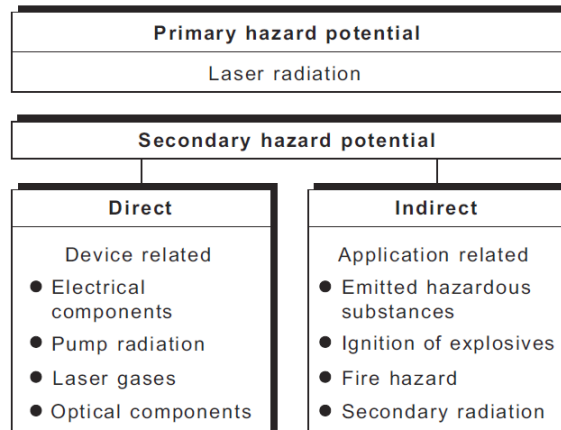 Primary hazard potential
Laser radiation
Secondary hazard potential
Direct
Device related
● Electrical
components
● Pump radiation
● Laser gases
● Optical components
Indirect
Application related
● Emitted hazardous
substances
● Ignition of explosives
● Fire hazard
● Secondary radiation